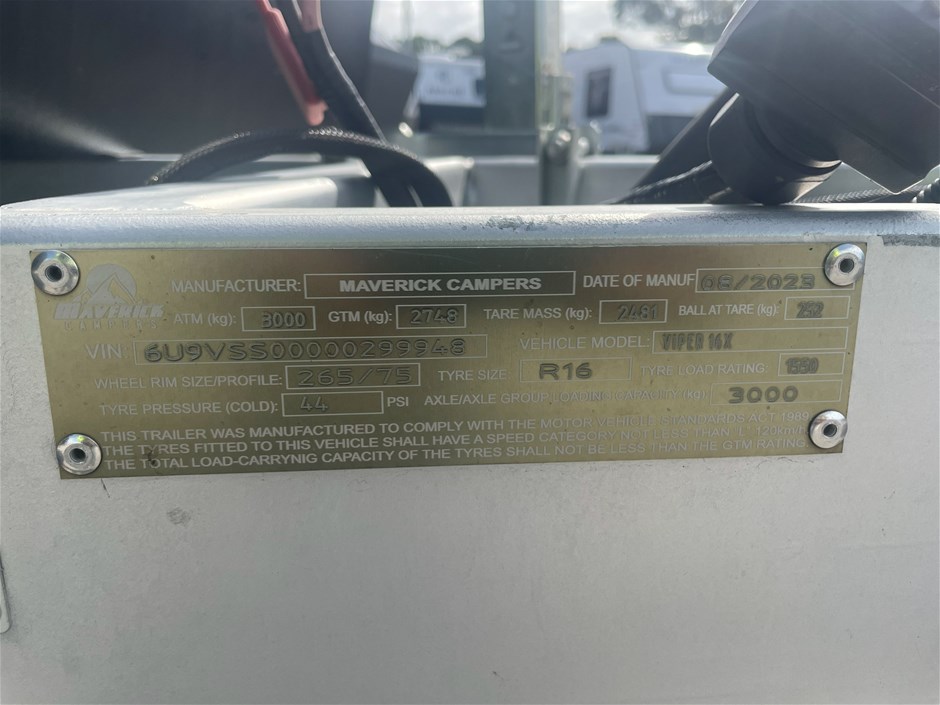 MANUFACTURER: MAVERICK CAMPERS DATE OF MANUF 08/2023
MAVERICK
CAMPERS
ATM (kg): 3000 GTM (kg): 2748 TARE MASS (kg): 2481 BALL AT TARE (kg): 252
VIN: 6U9VSS00000299948 VEHICLE MODEL: VIPER 16X
WHEEL RIM SIZE/PROFILE: 265/75 TYRE SIZE R16 TYRE LOAD RATING:
TYRE PRESSURE (COLD): 44 PSI AXLE/AXLE GROUP LOADING CAPACITY (kg): 3000
THIS TRAILER WAS MANUFACTURED TO COMPLY WITH THE MOTOR VEHICLE STANDARDS ACT 1989
THE TYRES FITTED TO THIS VEHICLE SHALL HAVE A SPEED CATEGORY NOT LESS THAN 'L' 120km/h
THE TOTAL LOAD-CARRYNIG CAPACITY OF THE TYRES SHALL NOT BE LESS THAN THE GTM RATING